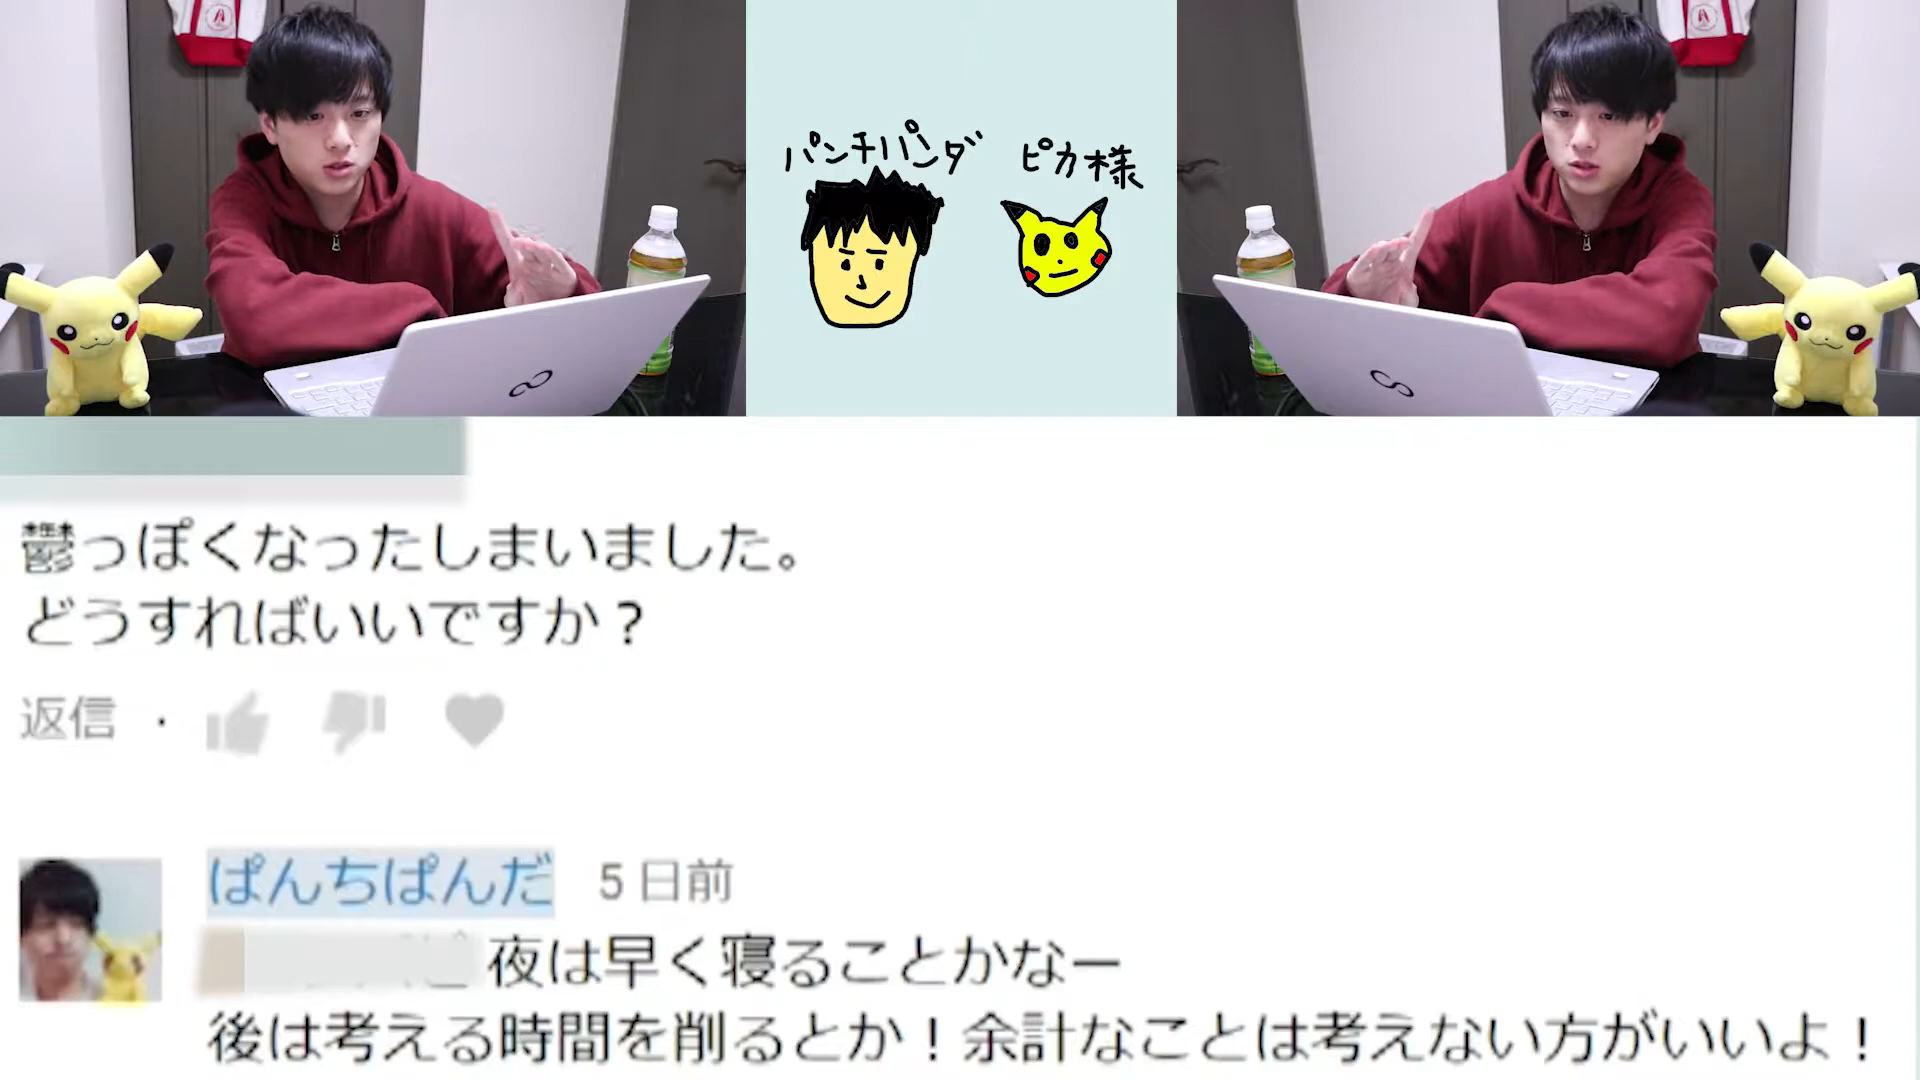 パンチパンダ
ピカ様
鬱っぽくなったしまいました。
どうすればいいですか？
返信 ・
ぱんちぱんだ 5 日前
夜は早く寝ることかなー
後は考える時間を削るとか！余計なことは考えない方がいいよ！